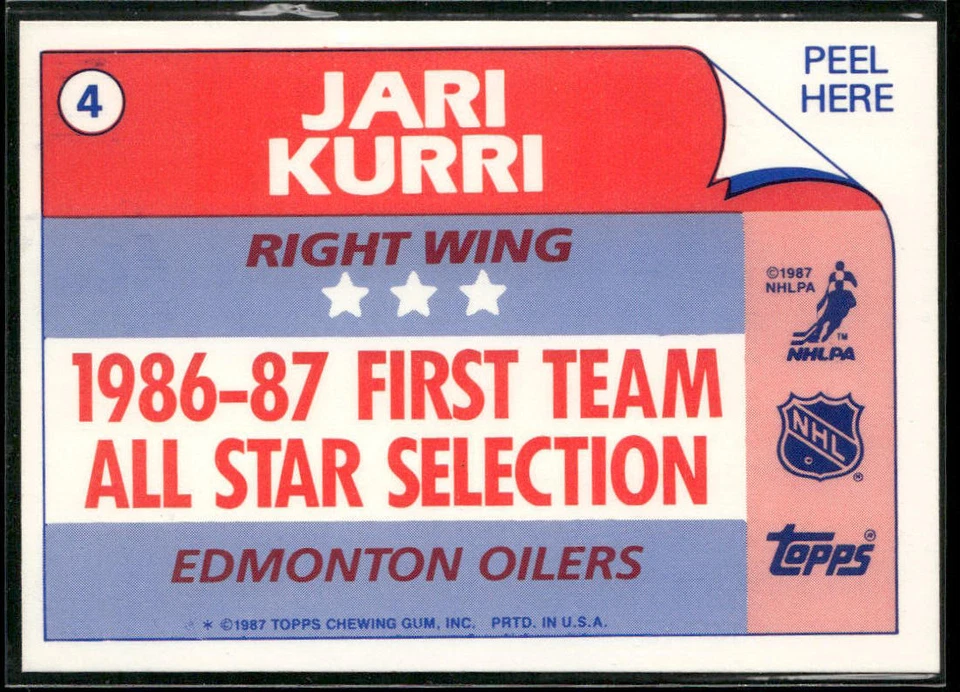 4
JARI
KURRI
PEEL
HERE
RIGHT WING
1986-87 FIRST TEAM
ALL STAR SELECTION
EDMONTON OILERS
* ©1987 TOPPS CHEWING GUM, INC. PRTD. IN U.S.A.
©1987
NHLPA
TM
NHLPA
NHL
®
topps®